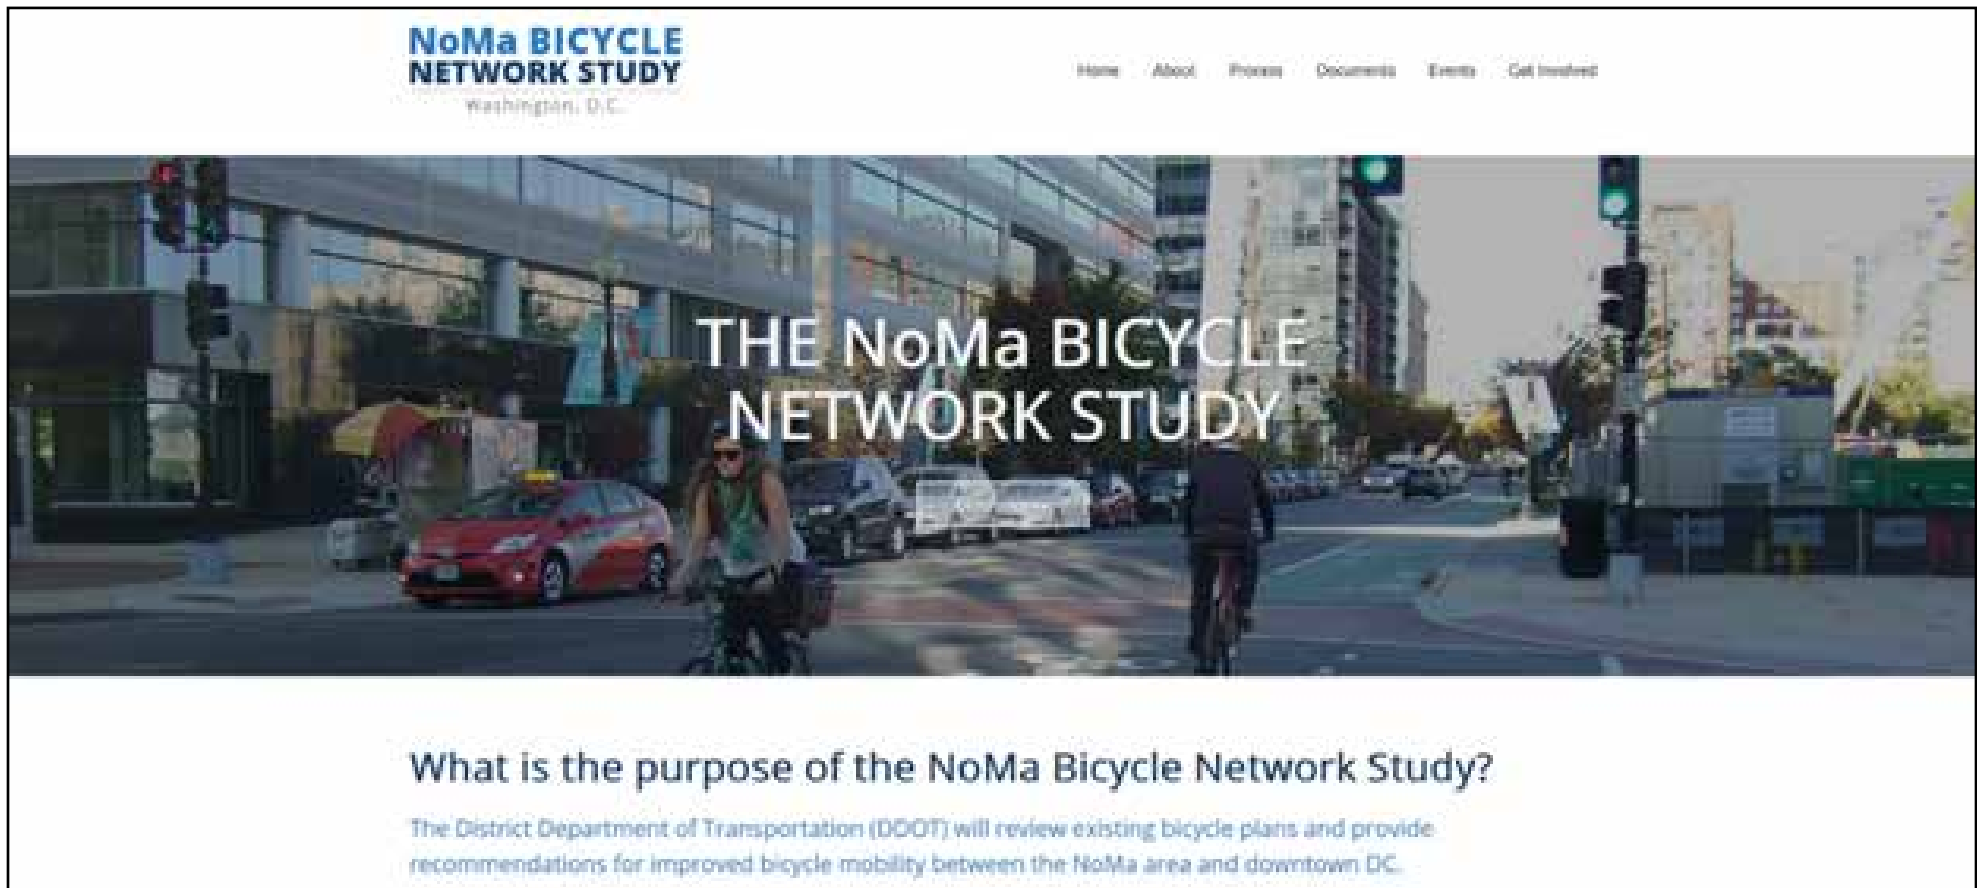 NoMa BICYCLE
NETWORK STUDY
Washington, D.C.
Home About Process Documents Events Get Involved
THE NoMa BICYCLE
NETWORK STUDY
What is the purpose of the NoMa Bicycle Network Study?
The District Department of Transportation (DDOT) will review existing bicycle plans and provide
recommendations for improved bicycle mobility between the NoMa area and downtown DC.